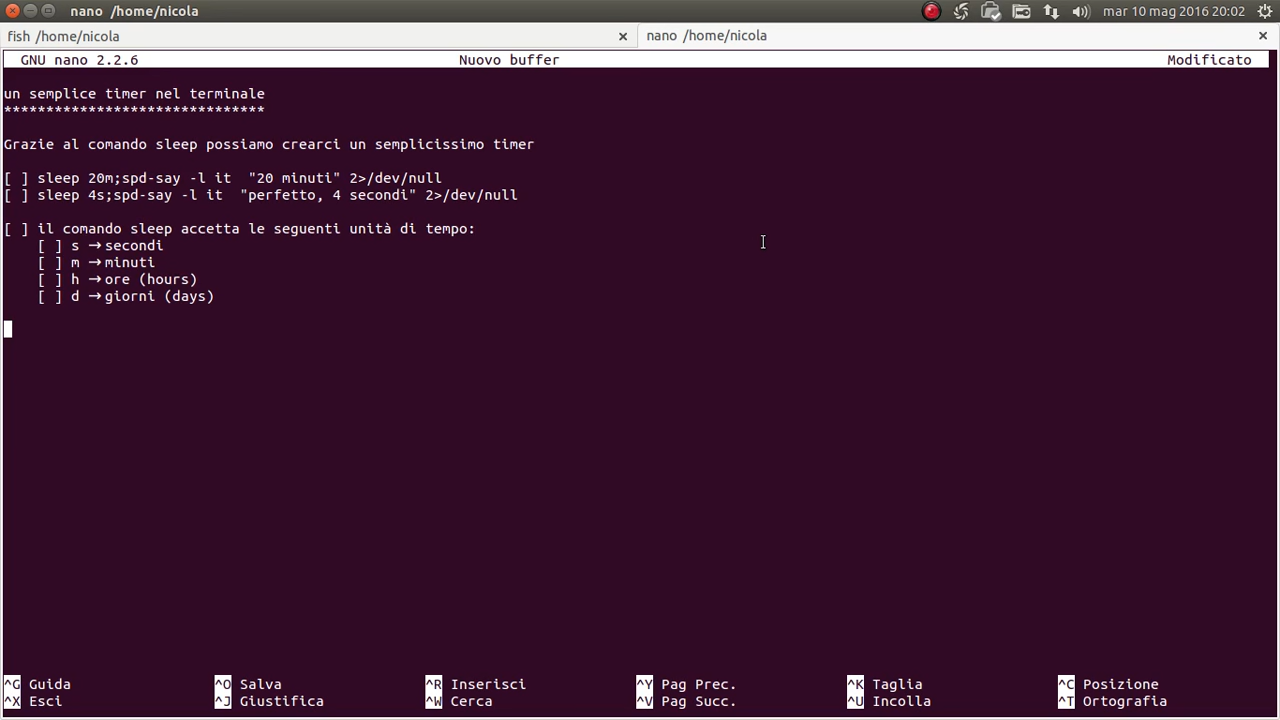 nano /home/nicola
mar 10 mag 2016 20:02
fish /home/nicola
nano /home/nicola
GNU nano 2.2.6 Nuovo buffer Modificato
un semplice timer nel terminale
*******************************
Grazie al comando sleep possiamo crearci un semplicissimo timer
[ ] sleep 20m;spd-say -l it  "20 minuti" 2>/dev/null
[ ] sleep 4s;spd-say -l it  "perfetto, 4 secondi" 2>/dev/null
[ ] il comando sleep accetta le seguenti unità di tempo:
[ ] s →secondi
[ ] m →minuti
[ ] h →ore (hours)
[ ] d →giorni (days)
^G Guida ^O Salva ^R Inserisci ^Y Pag Prec. ^K Taglia ^C Posizione
^X Esci ^J Giustifica ^W Cerca ^V Pag Succ. ^U Incolla ^T Ortografia